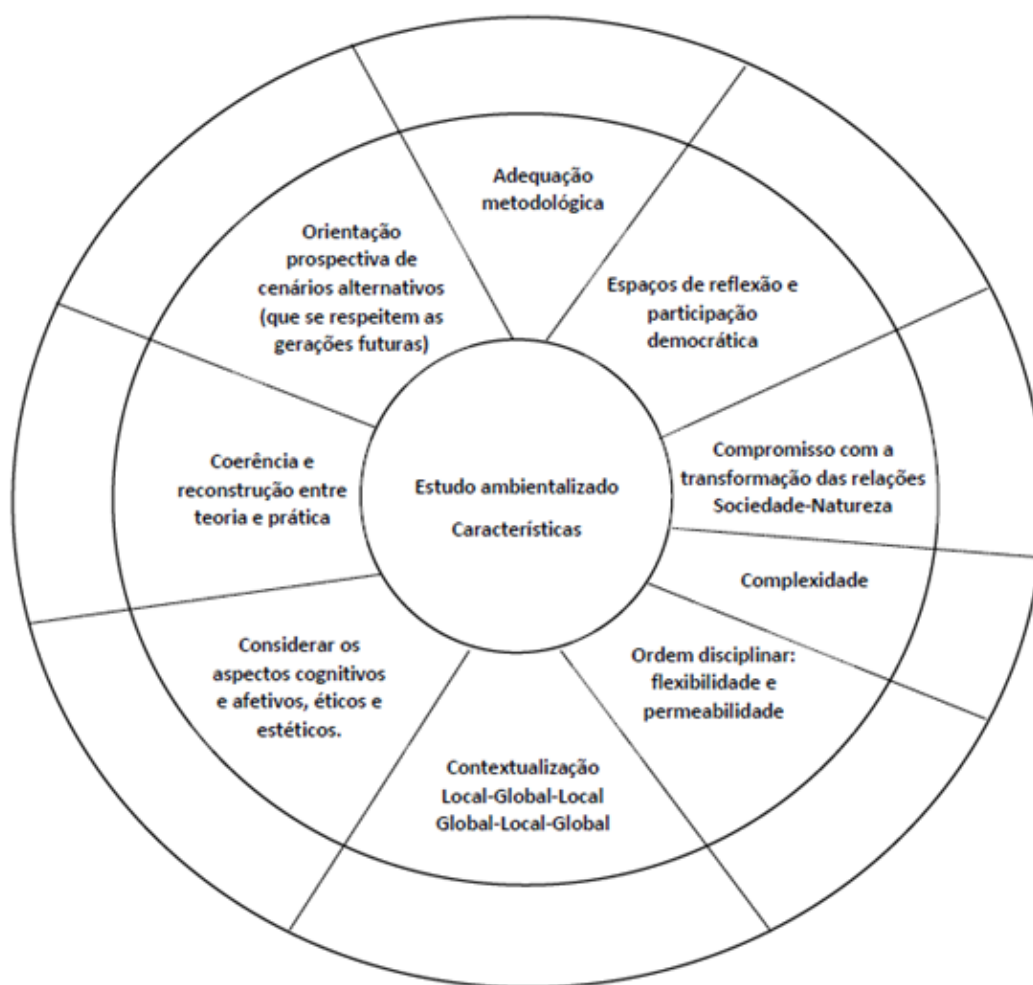 Adequação
metodológica
Espaços de reflexão e
participação
democrática
Compromisso com a
transformação das relações
Sociedade-Natureza
Complexidade
Ordem disciplinar:
flexibilidade e
permeabilidade
Contextualização
Local-Global-Local
Global-Local-Global
Considerar os
aspectos cognitivos
e afetivos, éticos e
estéticos.
Coerência e
reconstrução entre
teoria e prática
Orientação
prospectiva de
cenários alternativos
(que se respeitem as
gerações futuras)
Estudo ambientalizado
Características